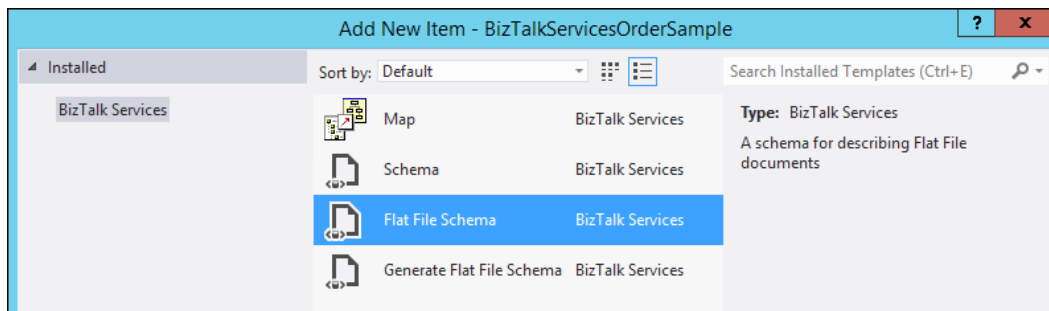 Add New Item - BizTalkServicesOrderSample
?
x
Installed
Sort by: Default
Search Installed Templates (Ctrl+E)
BizTalk Services
Map BizTalk Services
Schema BizTalk Services
Flat File Schema BizTalk Services
Generate Flat File Schema BizTalk Services
Type: BizTalk Services
A schema for describing Flat File
documents